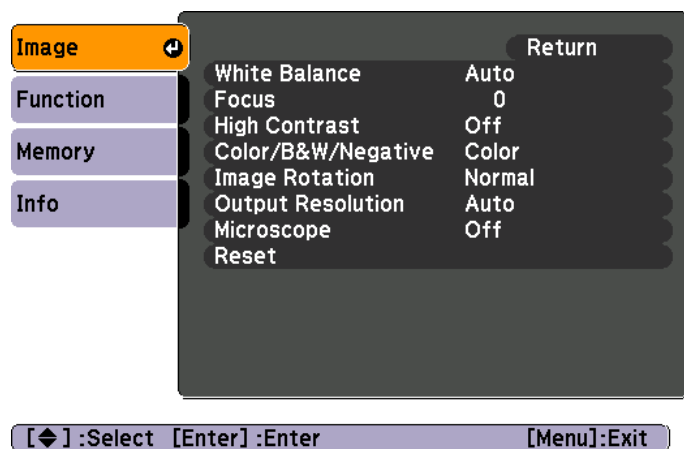 Image
Function
Memory
Info
Return
White Balance Auto
Focus 0
High Contrast Off
Color/B&W/Negative Color
Image Rotation Normal
Output Resolution Auto
Microscope Off
Reset
[◆] :Select [Enter] :Enter [Menu]:Exit